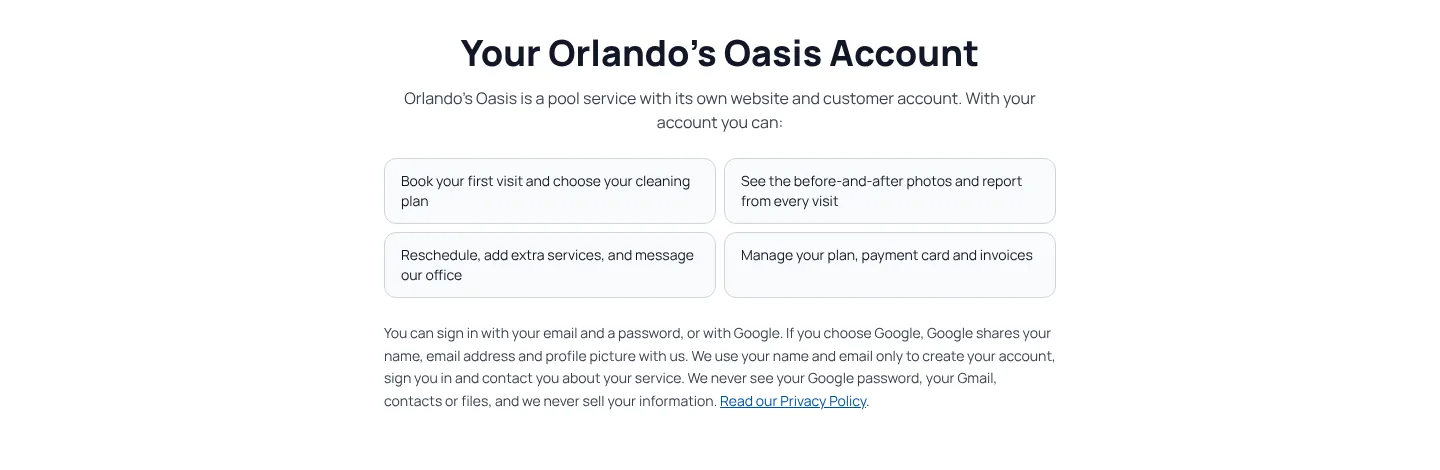 Your Orlando's Oasis Account
Orlando's Oasis is a pool service with its own website and customer account. With your
account you can:
Book your first visit and choose your cleaning
plan
See the before-and-after photos and report
from every visit
Reschedule, add extra services, and message
our office
Manage your plan, payment card and invoices
You can sign in with your email and a password, or with Google. If you choose Google, Google shares your
name, email address and profile picture with us. We use your name and email only to create your account,
sign you in and contact you about your service. We never see your Google password, your Gmail,
contacts or files, and we never sell your information. Read our Privacy Policy.